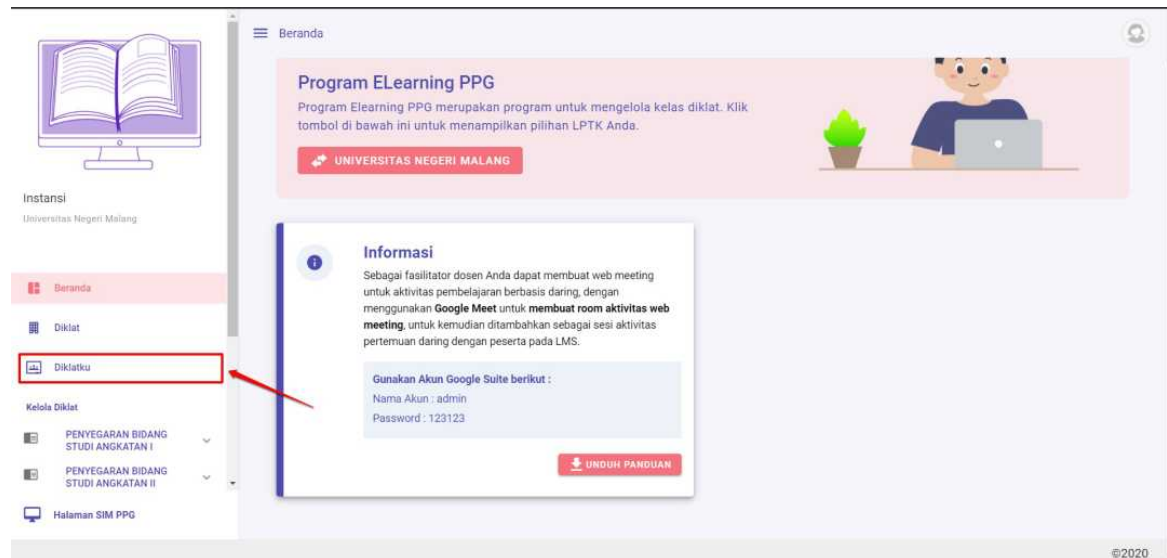 Beranda
Program ELearning PPG
Program Elearning PPG merupakan program untuk mengelola kelas diklat. Klik
tombol di bawah ini untuk menampilkan pilihan LPTK Anda.
UNIVERSITAS NEGERI MALANG
Instansi
Universitas Negeri Malang
Beranda
Diklat
Diklatku
Kelola Diklat
PENYEGARAN BIDANG
STUDI ANGKATAN I
PENYEGARAN BIDANG
STUDI ANGKATAN II
Halaman SIM PPG
Informasi
Sebagai fasilitator dosen Anda dapat membuat web meeting
untuk aktivitas pembelajaran berbasis daring, dengan
menggunakan Google Meet untuk membuat room aktivitas web
meeting, untuk kemudian ditambahkan sebagai sesi aktivitas
pertemuan daring dengan peserta pada LMS.
Gunakan Akun Google Suite berikut :
Nama Akun : admin
Password : 123123
UNDUH PANDUAN
©2020